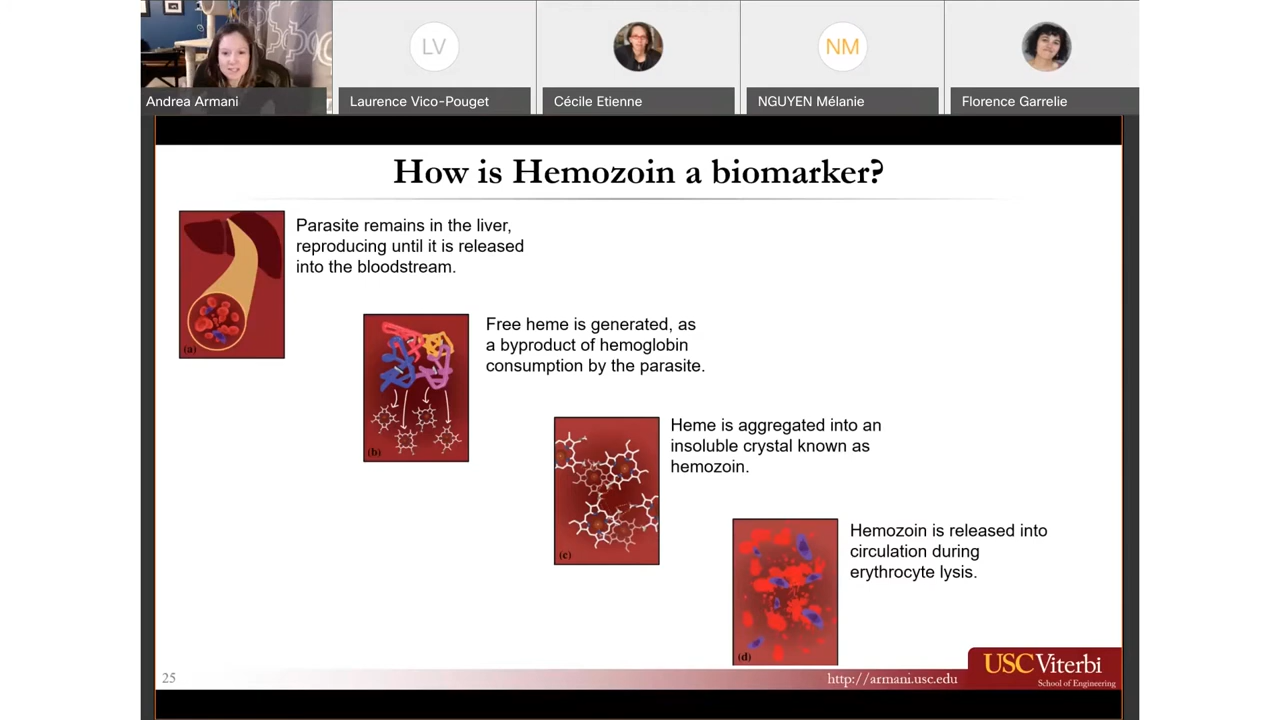 LV
NM
Andrea Armani
Laurence Vico-Pouget
Cécile Etienne
NGUYEN Mélanie
Florence Garrelie
How is Hemozoin a biomarker?
Parasite remains in the liver,
reproducing until it is released
into the bloodstream.
(a)
Free heme is generated, as
a byproduct of hemoglobin
consumption by the parasite.
(b)
Heme is aggregated into an
insoluble crystal known as
hemozoin.
(c)
Hemozoin is released into
circulation during
erythrocyte lysis.
(d)
25
http://armani.usc.edu
USC Viterbi
School of Engineering